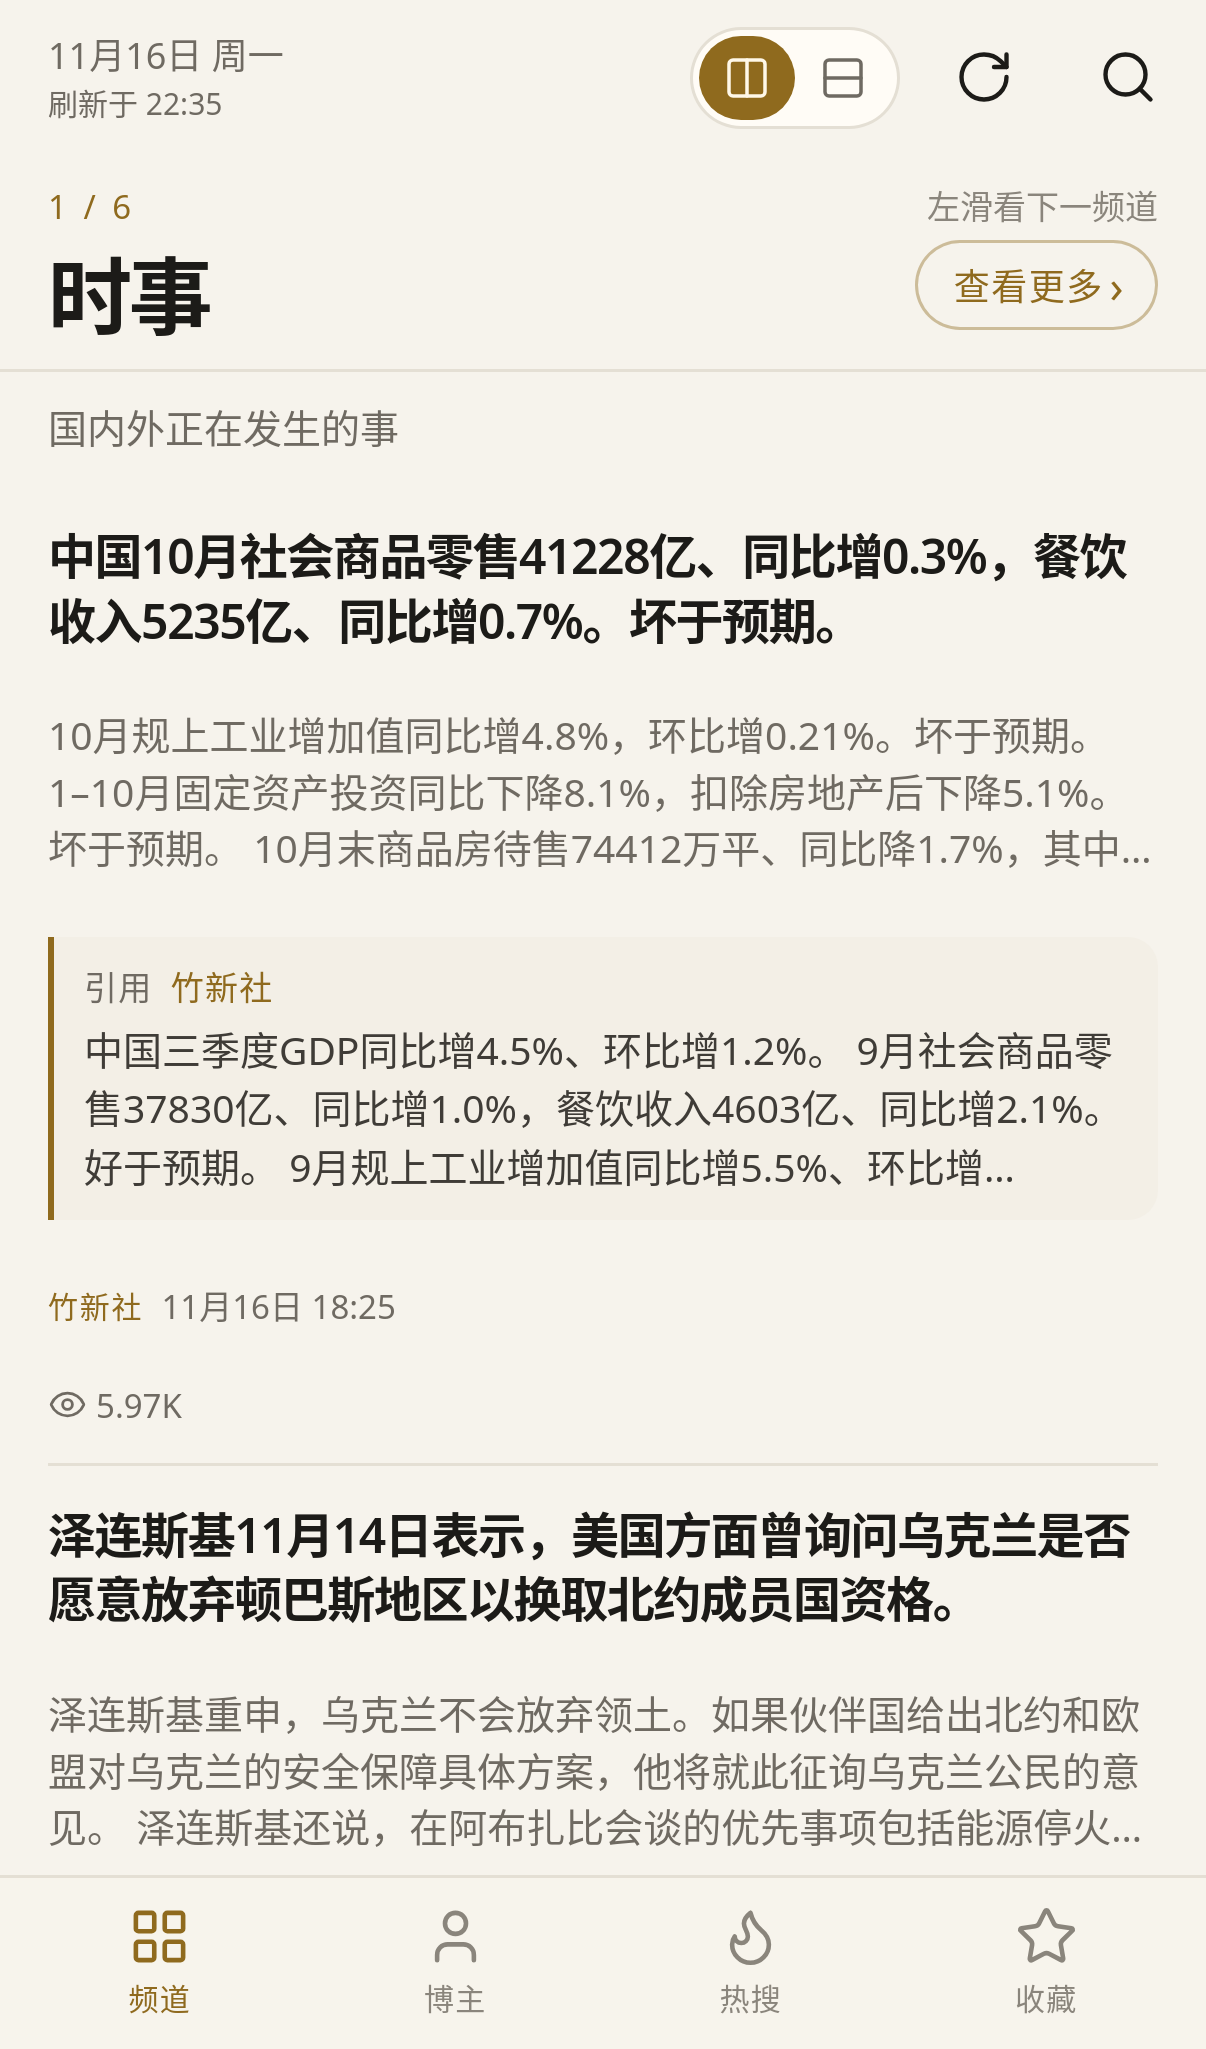 11月16日 周一
刷新于 22:35
1 / 6
左滑看下一频道
时事
查看更多 ›
国内外正在发生的事
中国10月社会商品零售41228亿、同比增0.3%，餐饮
收入5235亿、同比增0.7%。坏于预期。
10月规上工业增加值同比增4.8%，环比增0.21%。坏于预期。
1–10月固定资产投资同比下降8.1%，扣除房地产后下降5.1%。
坏于预期。 10月末商品房待售74412万平、同比降1.7%，其中...
引用 竹新社
中国三季度GDP同比增4.5%、环比增1.2%。 9月社会商品零
售37830亿、同比增1.0%，餐饮收入4603亿、同比增2.1%。
好于预期。 9月规上工业增加值同比增5.5%、环比增...
竹新社 11月16日 18:25
5.97K
泽连斯基11月14日表示，美国方面曾询问乌克兰是否
愿意放弃顿巴斯地区以换取北约成员国资格。
泽连斯基重申，乌克兰不会放弃领土。如果伙伴国给出北约和欧
盟对乌克兰的安全保障具体方案，他将就此征询乌克兰公民的意
见。 泽连斯基还说，在阿布扎比会谈的优先事项包括能源停火...
频道
博主
热搜
收藏